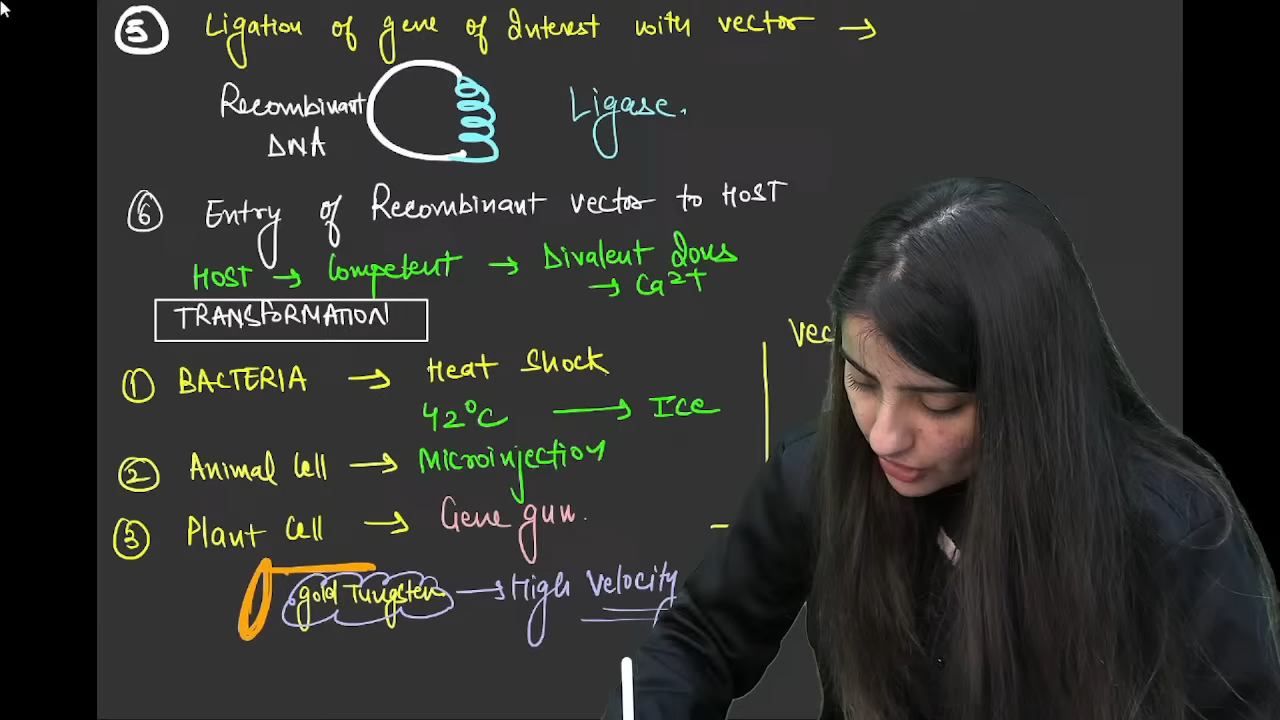 5 Ligation of gene of Interest with vector →
Recombinant
DNA
Ligase.
6 Entry of Recombinant vector to HOST
HOST → Competent → Divalent Ions
→ Ca2+
TRANSFORMATION
1 BACTERIA → Heat Shock
42°C → Ice
2 Animal Cell → Microinjection
3 Plant Cell → Gene gun.
gold Tungsten → High Velocity